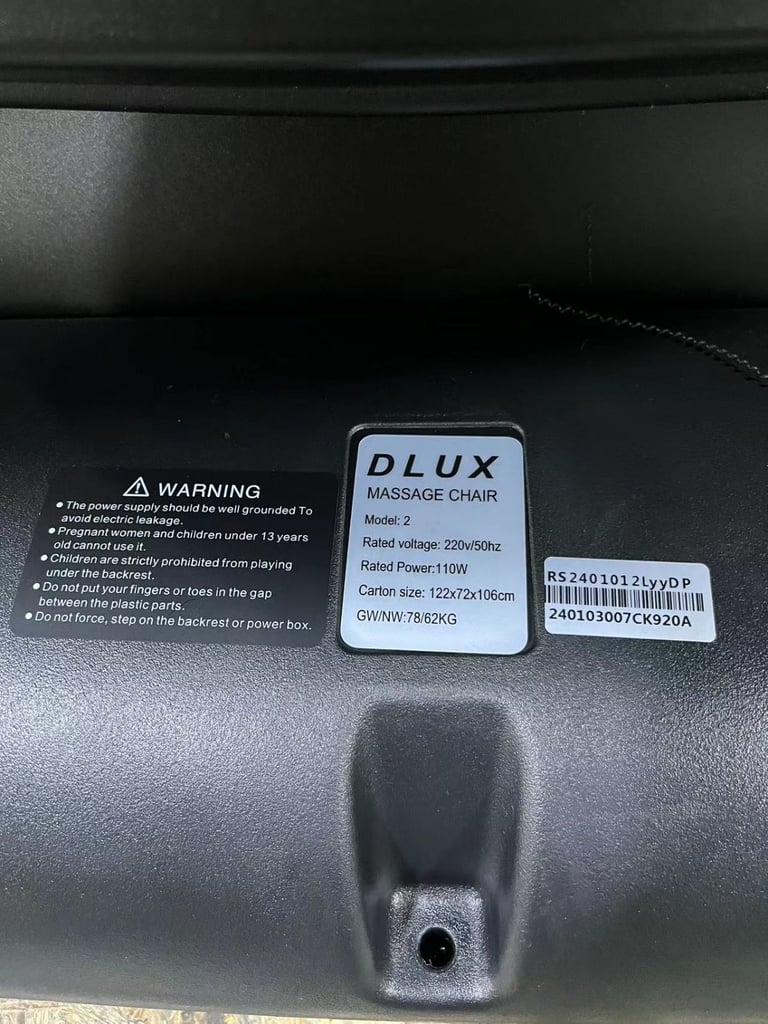 ⚠ WARNING
• The power supply should be well grounded To
avoid electric leakage.
• Pregnant women and children under 13 years
old cannot use it.
• Children are strictly prohibited from playing
under the backrest.
• Do not put your fingers or toes in the gap
between the plastic parts.
• Do not force, step on the backrest or power box.
DLUX
MASSAGE CHAIR
Model: 2
Rated voltage: 220v/50hz
Rated Power:110W
Carton size: 122x72x106cm
GW/NW:78/62KG
RS2401012LyyDP
240103007CK920A